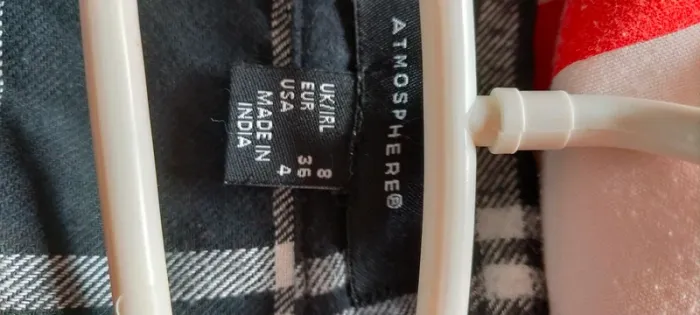 ATMOSPHERE®
UK/IRL 8
EUR 36
USA 4
MADE IN
INDIA